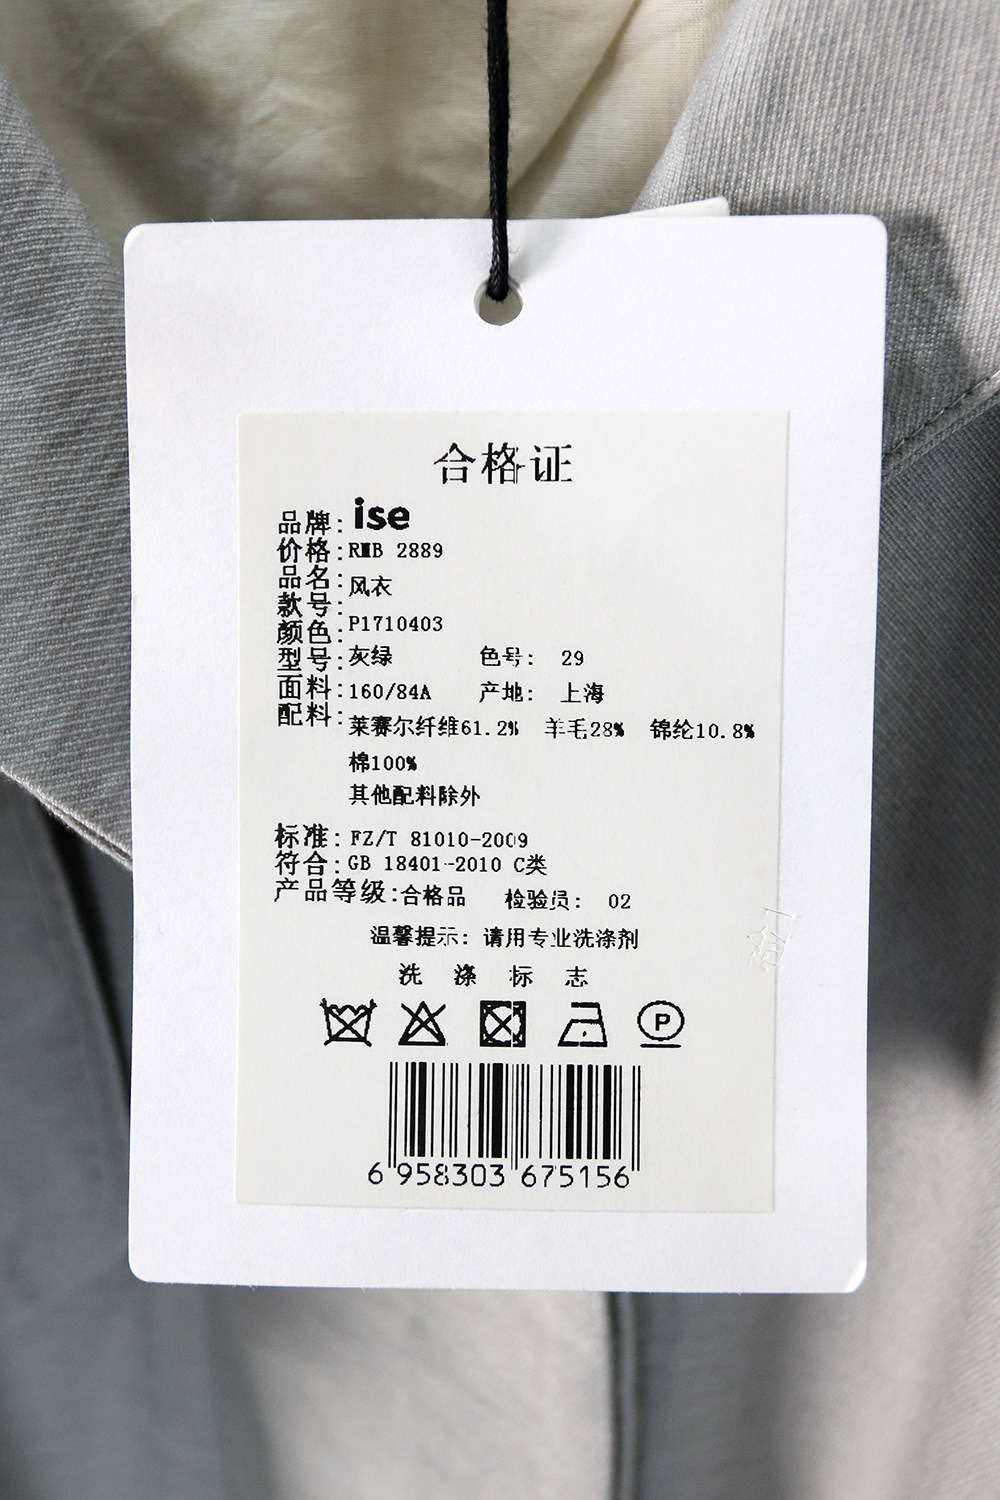 合格证
品牌: ise
价格: RMB 2889
品名: 风衣
款号: P1710403
颜色: 灰绿 色号: 29
型号: 160/84A 产地: 上海
面料: 莱赛尔纤维61.2% 羊毛28% 锦纶10.8%
配料: 棉100%
其他配料除外
标准: FZ/T 81010-2009
符合: GB 18401-2010 C类
产品等级: 合格品 检验员: 02
温馨提示: 请用专业洗涤剂
洗涤标志
P
6 958303 675156